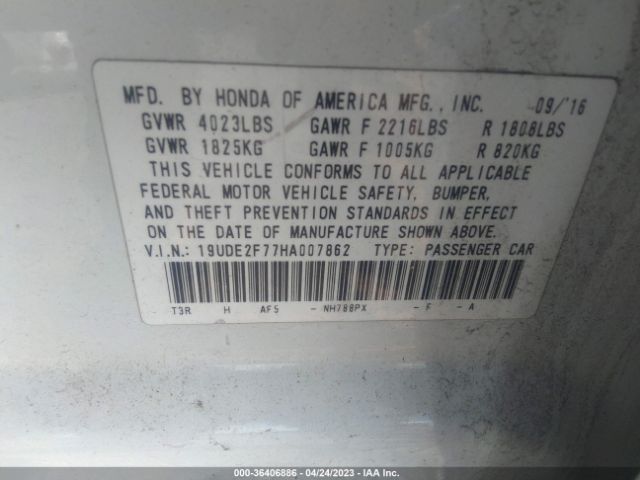 MFD. BY HONDA OF AMERICA MFG., INC. 09/'16
GVWR 4023LBS GAWR F 2216LBS R 1808LBS
GVWR 1825KG GAWR F 1005KG R 820KG
THIS VEHICLE CONFORMS TO ALL APPLICABLE
FEDERAL MOTOR VEHICLE SAFETY, BUMPER,
AND THEFT PREVENTION STANDARDS IN EFFECT
ON THE DATE OF MANUFACTURE SHOWN ABOVE.
V.I.N.: 19UDE2F77HA007862 TYPE: PASSENGER CAR
T3R H AF5 - NH788PX - F - A
000-36406886 - 04/24/2023 - IAA Inc.